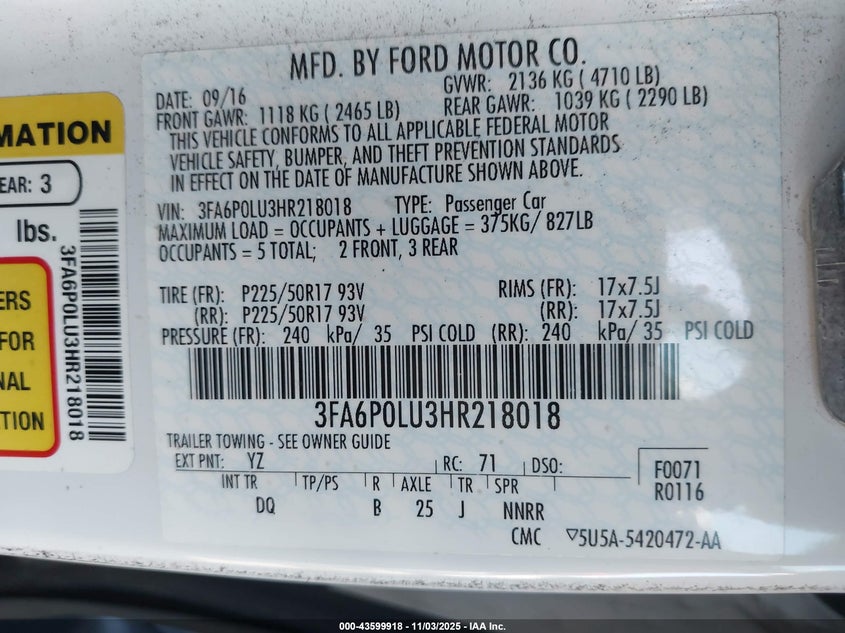 MFD. BY FORD MOTOR CO.
DATE: 09/16 GVWR: 2136 KG ( 4710 LB)
FRONT GAWR: 1118 KG ( 2465 LB) REAR GAWR: 1039 KG ( 2290 LB)
THIS VEHICLE CONFORMS TO ALL APPLICABLE FEDERAL MOTOR
VEHICLE SAFETY, BUMPER, AND THEFT PREVENTION STANDARDS
IN EFFECT ON THE DATE OF MANUFACTURE SHOWN ABOVE.
VIN: 3FA6P0LU3HR218018 TYPE: Passenger Car
MAXIMUM LOAD = OCCUPANTS + LUGGAGE = 375KG/ 827LB
OCCUPANTS = 5 TOTAL; 2 FRONT, 3 REAR
TIRE (FR): P225/50R17 93V RIMS (FR): 17x7.5J
(RR): P225/50R17 93V (RR): 17x7.5J
PRESSURE (FR): 240 kPa/ 35 PSI COLD (RR): 240 kPa/ 35 PSI COLD
3FA6P0LU3HR218018
TRAILER TOWING - SEE OWNER GUIDE
EXT PNT: YZ RC: 71 DSO:
F0071
R0116
INT TR TP/PS R AXLE TR SPR
DQ B 25 J NNRR
CMC ▽5U5A-5420472-AA
MATION
EAR: 3
lbs.
3FA6P0LU3HR218018
ERS
FOR
NAL
TION
000-43599918 - 11/03/2025 - IAA Inc.